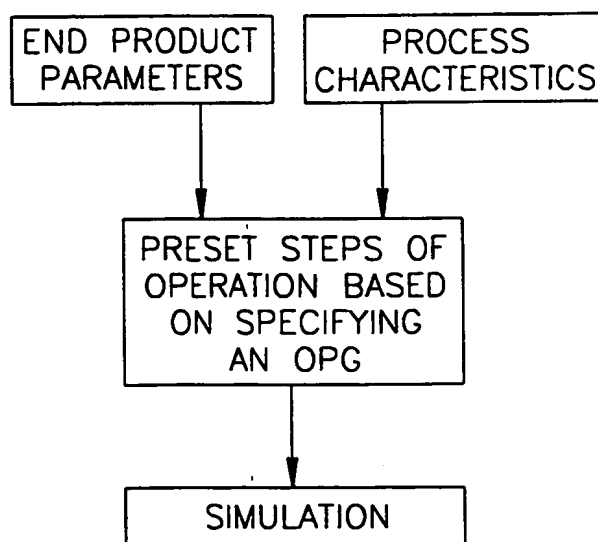 END PRODUCT
PARAMETERS
PROCESS
CHARACTERISTICS
PRESET STEPS OF
OPERATION BASED
ON SPECIFYING
AN OPG
SIMULATION